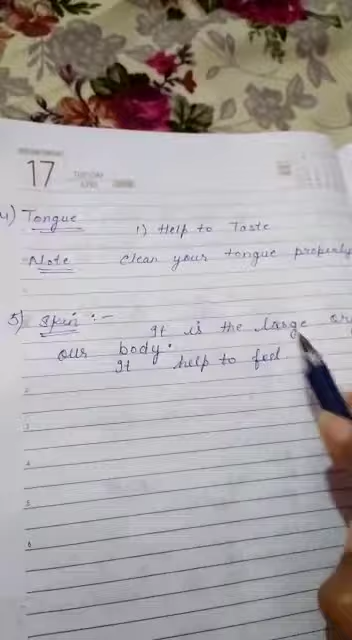 17
TUESDAY
4) Tongue
1) Help to Taste
Note Clean your tongue properly
5) Skin :-
It is the large
our body.
It help to feel